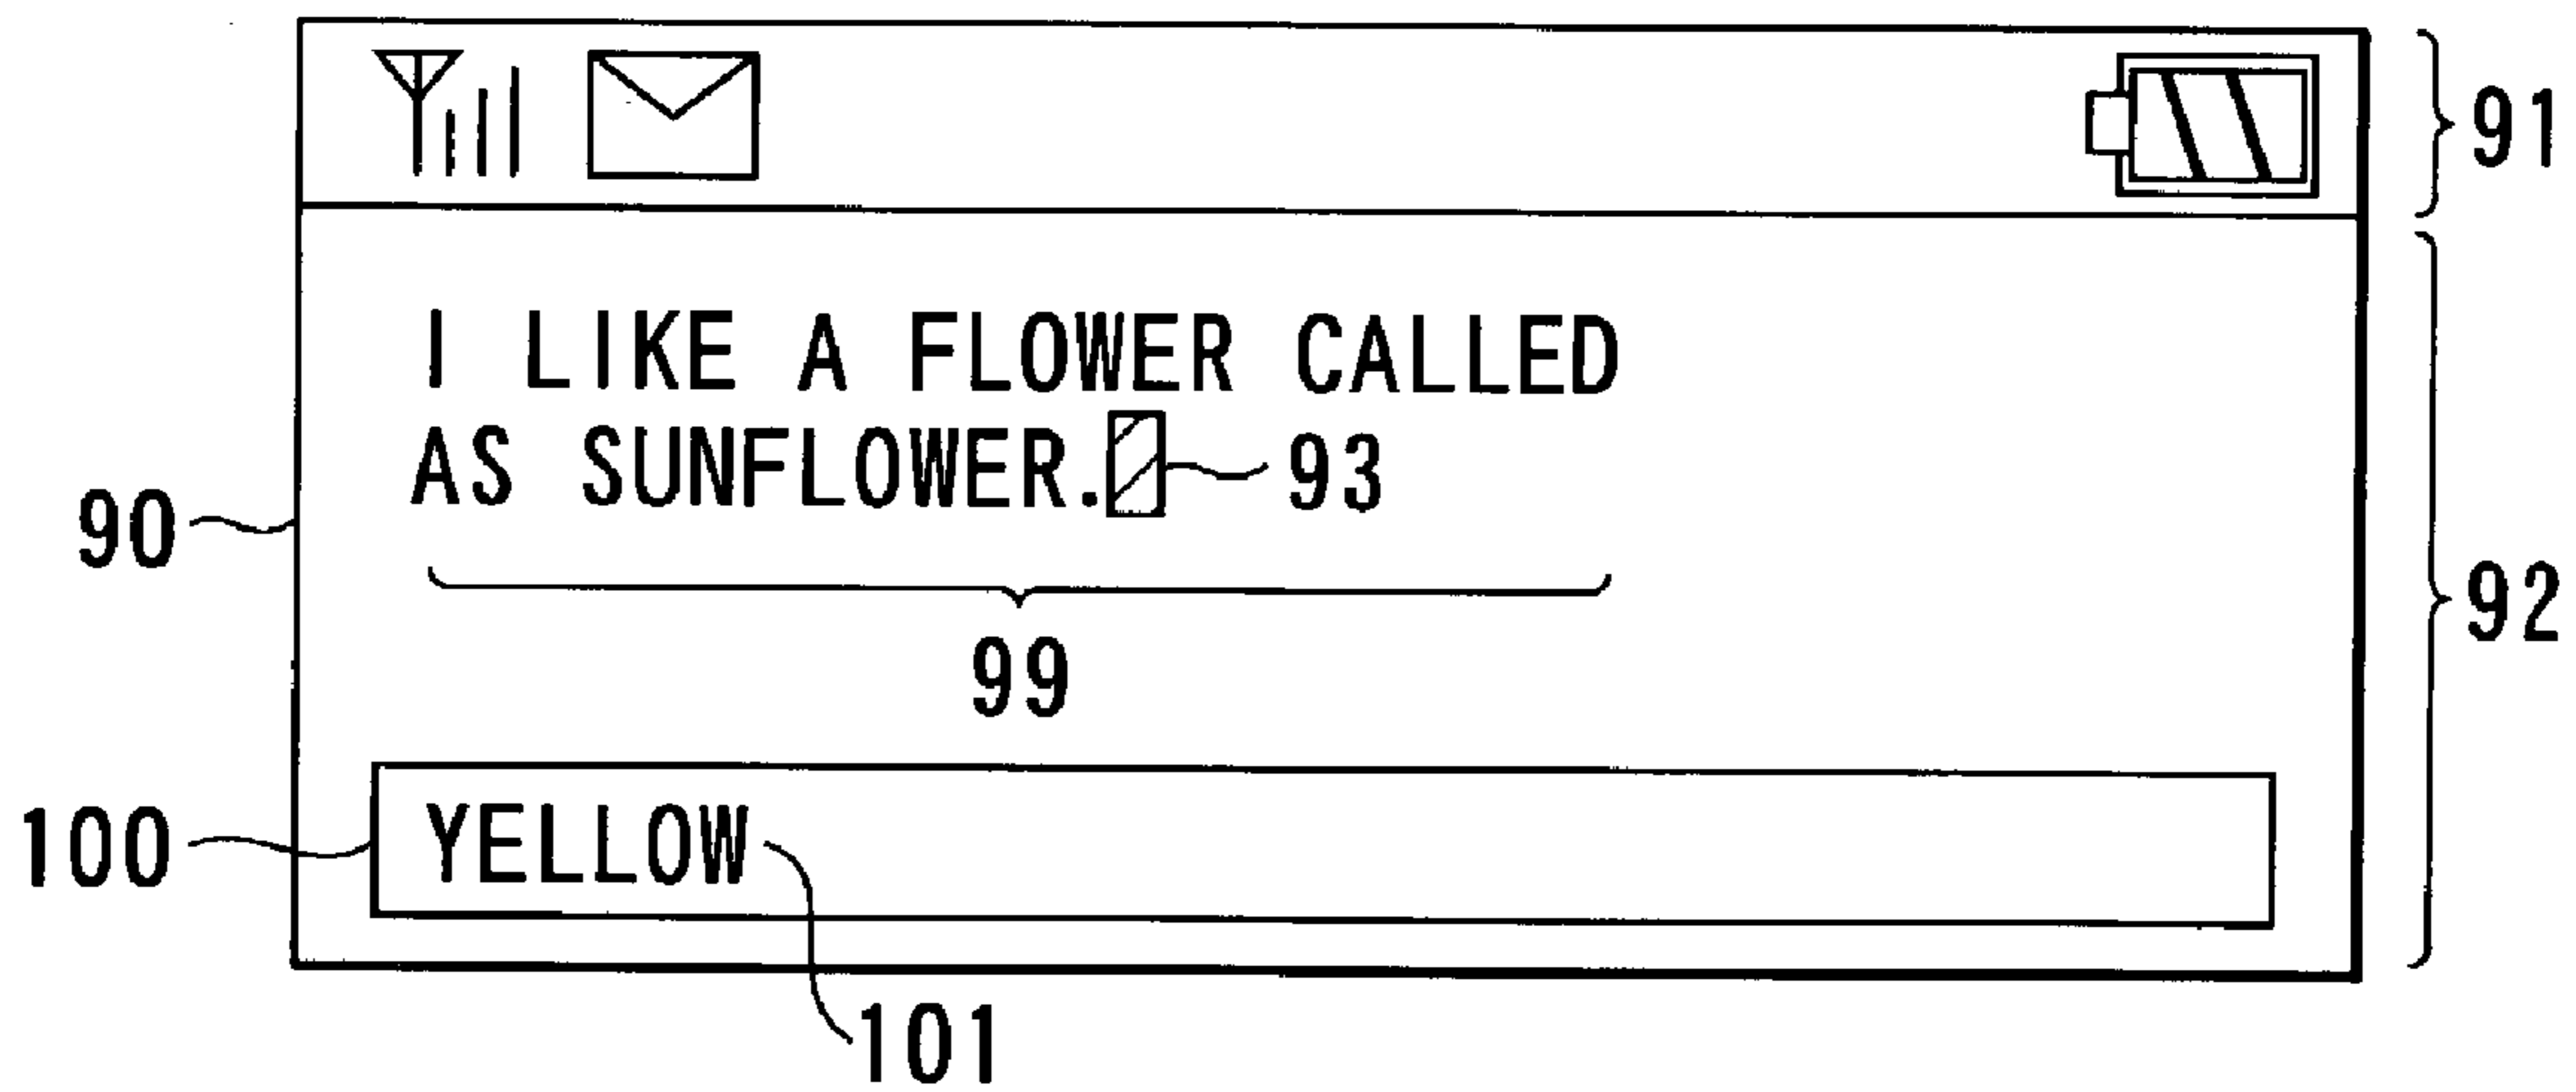 91
I LIKE A FLOWER CALLED
AS SUNFLOWER.
93
90
99
92
YELLOW
100
101